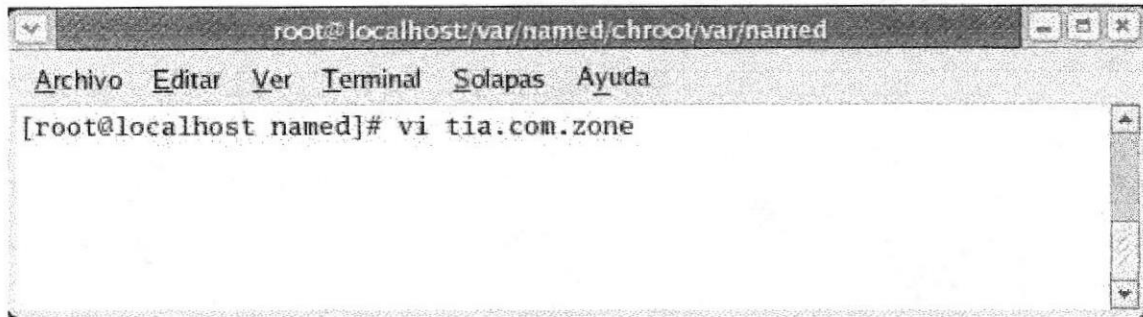 root@localhost:/var/named/chroot/var/named
Archivo Editar Ver Terminal Solapas Ayuda
[root@localhost named]# vi tia.com.zone